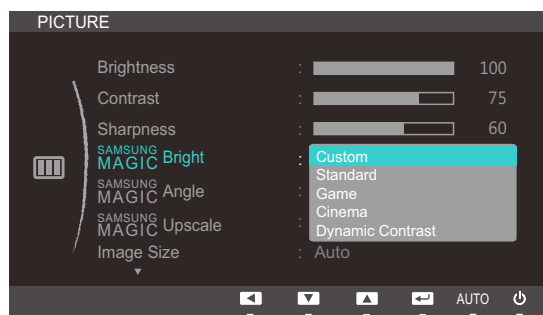 PICTURE
Brightness : 100
Contrast : 75
Sharpness : 60
SAMSUNG MAGIC Bright : Custom
Standard
SAMSUNG MAGIC Angle : Game
Cinema
SAMSUNG MAGIC Upscale : Dynamic Contrast
Image Size : Auto
AUTO